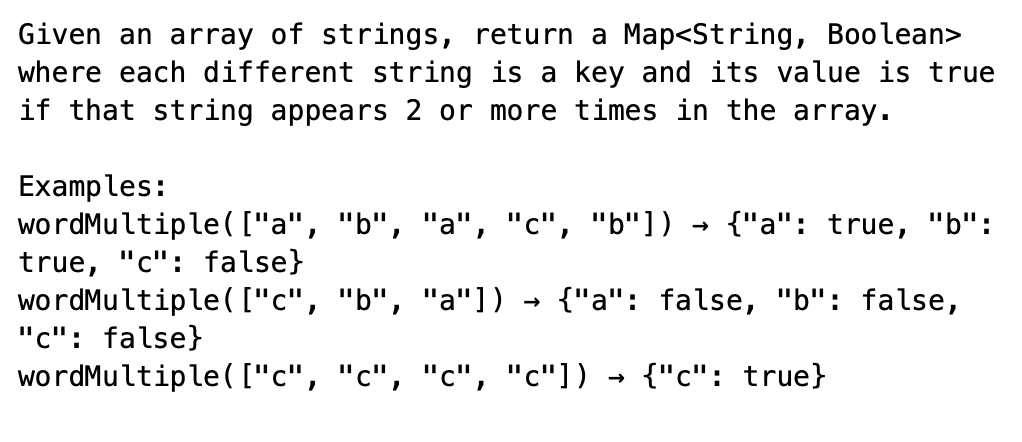 Given an array of strings, return a Map<String, Boolean>
where each different string is a key and its value is true
if that string appears 2 or more times in the array.
Examples:
wordMultiple(["a", "b", "a", "c", "b"]) → {"a": true, "b":
true, "c": false}
wordMultiple(["c", "b", "a"]) → {"a": false, "b": false,
"c": false}
wordMultiple(["c", "c", "c", "c"]) → {"c": true}